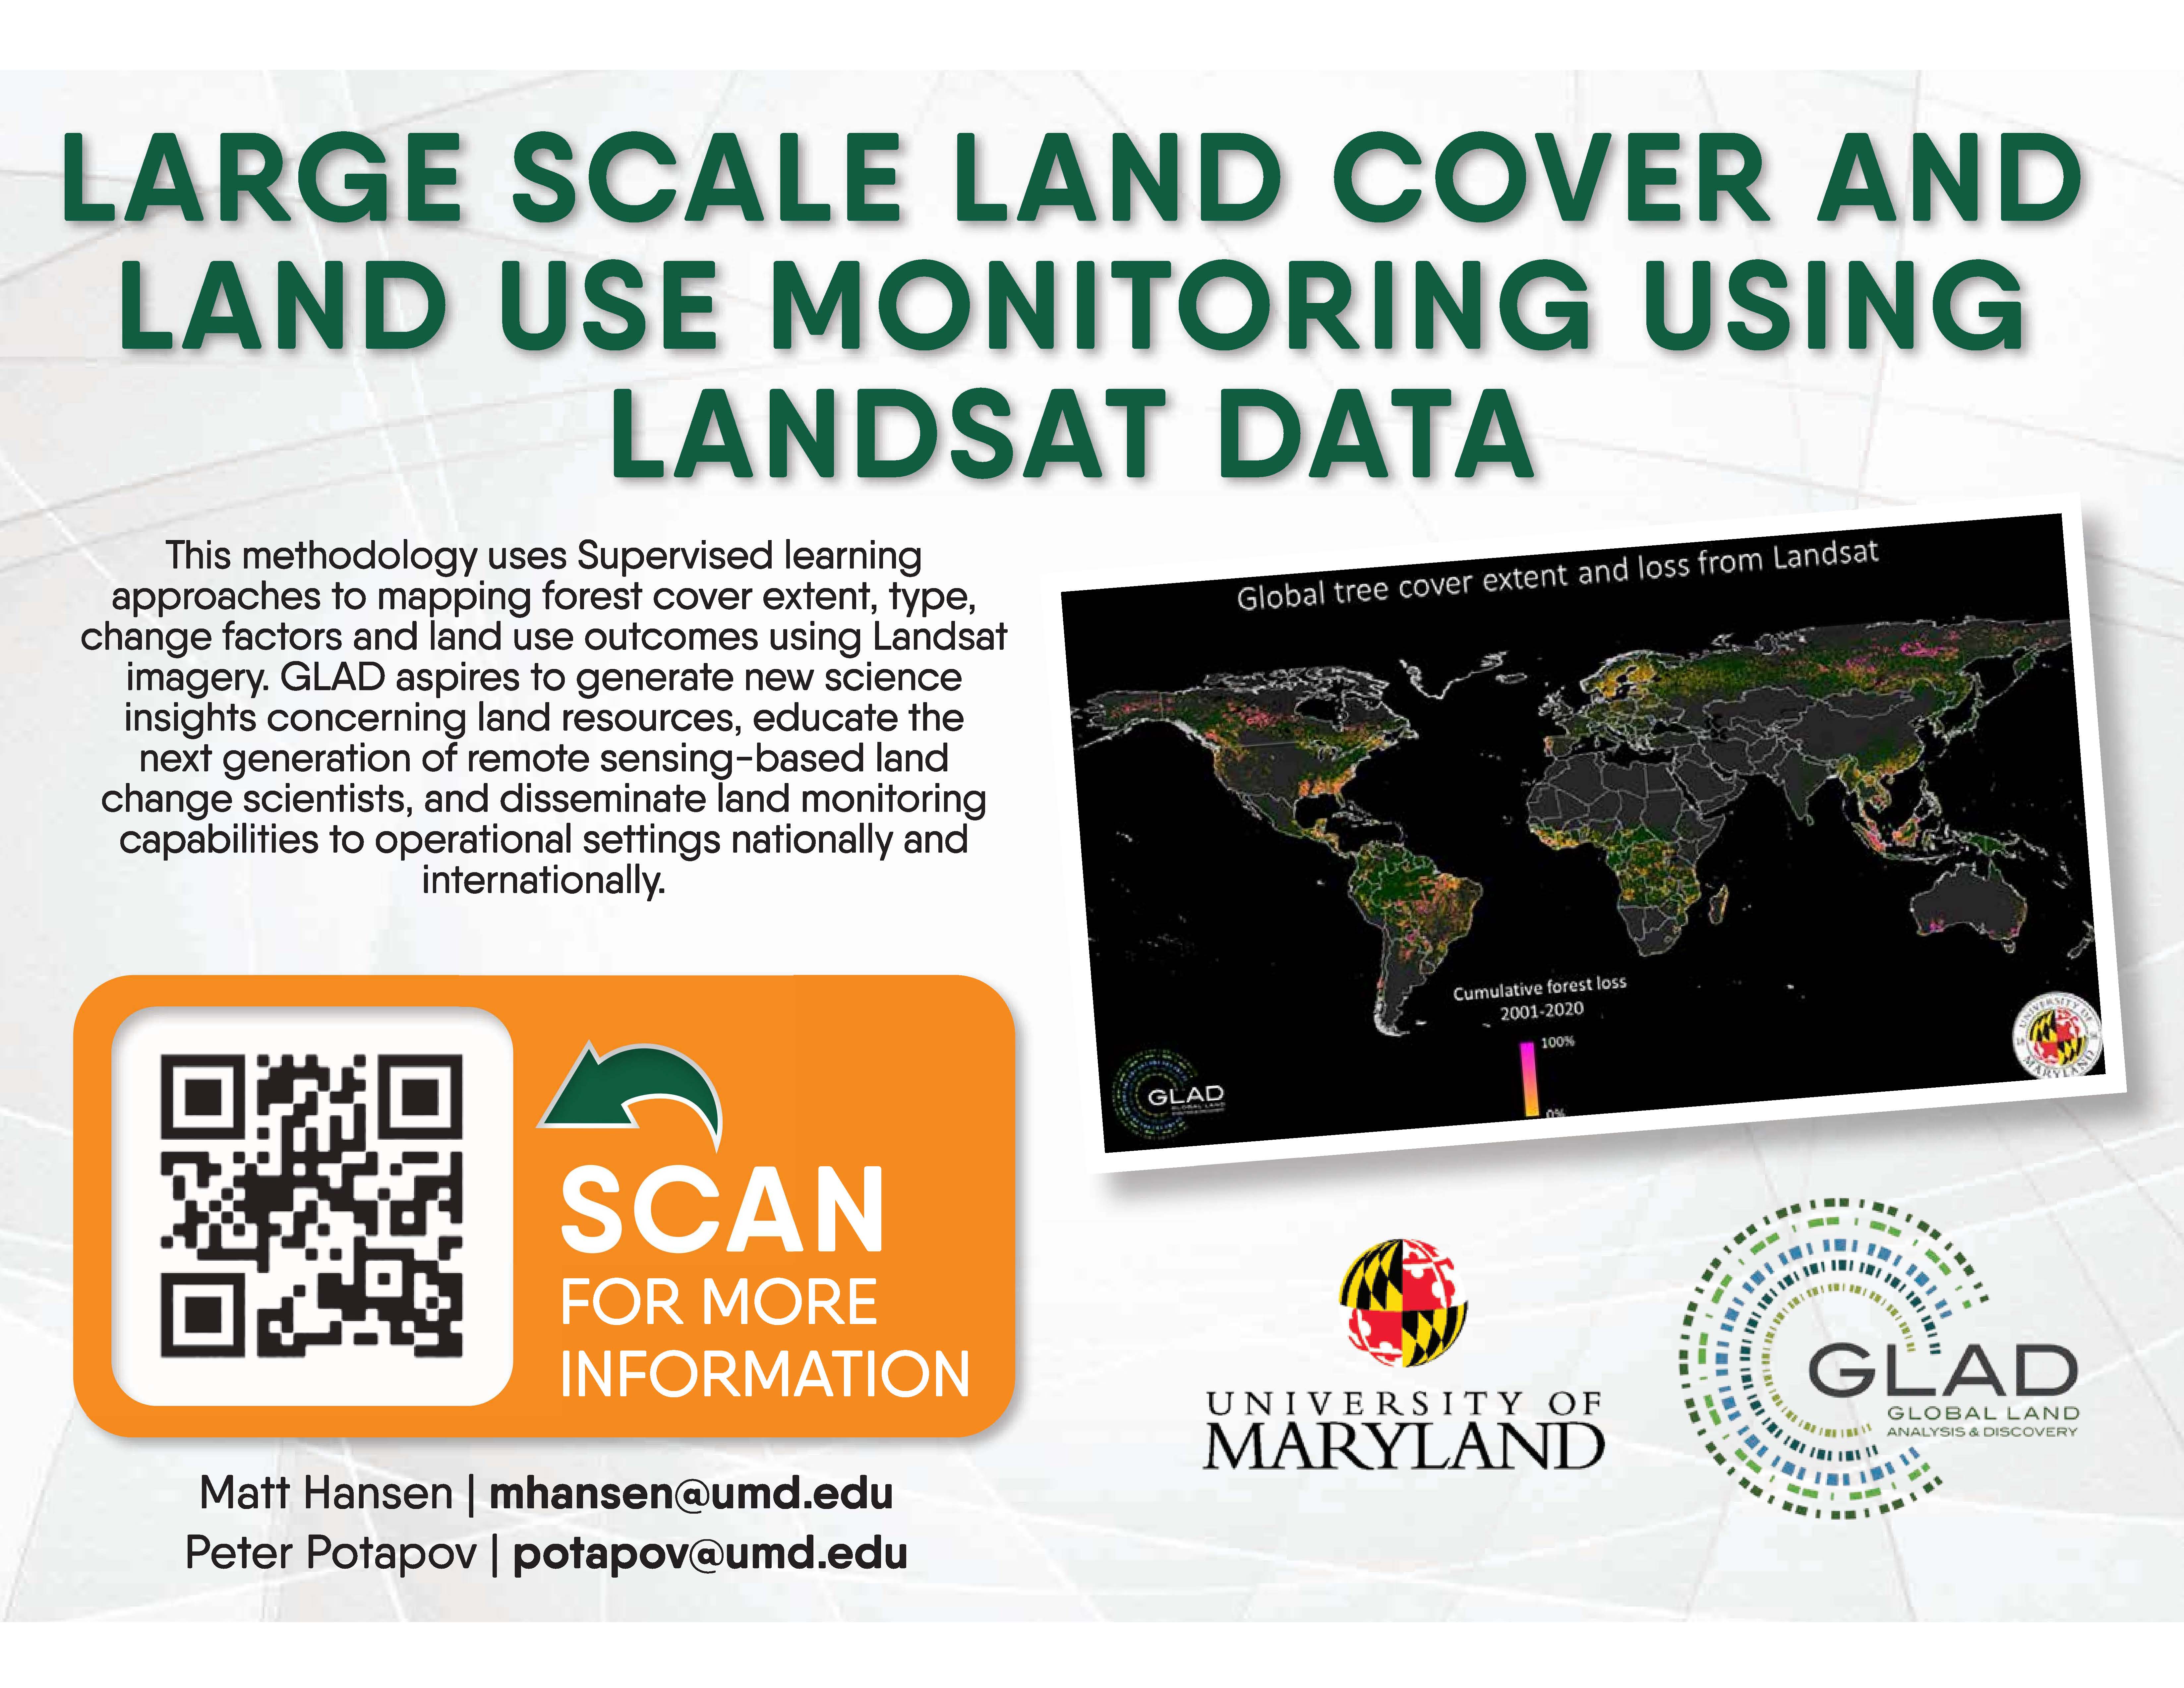 LARGE SCALE LAND COVER AND
LAND USE MONITORING USING
LANDSAT DATA
This methodology uses Supervised learning
approaches to mapping forest cover extent, type,
change factors and land use outcomes using Landsat
imagery. GLAD aspires to generate new science
insights concerning land resources, educate the
next generation of remote sensing-based land
change scientists, and disseminate land monitoring
capabilities to operational settings nationally and
internationally.
Global tree cover extent and loss from Landsat
Cumulative forest loss
2001-2020
100%
0%
GLAD
UNIVERSITY OF
MARYLAND
SCAN
FOR MORE
INFORMATION
Matt Hansen | mhansen@umd.edu
Peter Potapov | potapov@umd.edu
UNIVERSITY OF
MARYLAND
GLAD
GLOBAL LAND
ANALYSIS & DISCOVERY